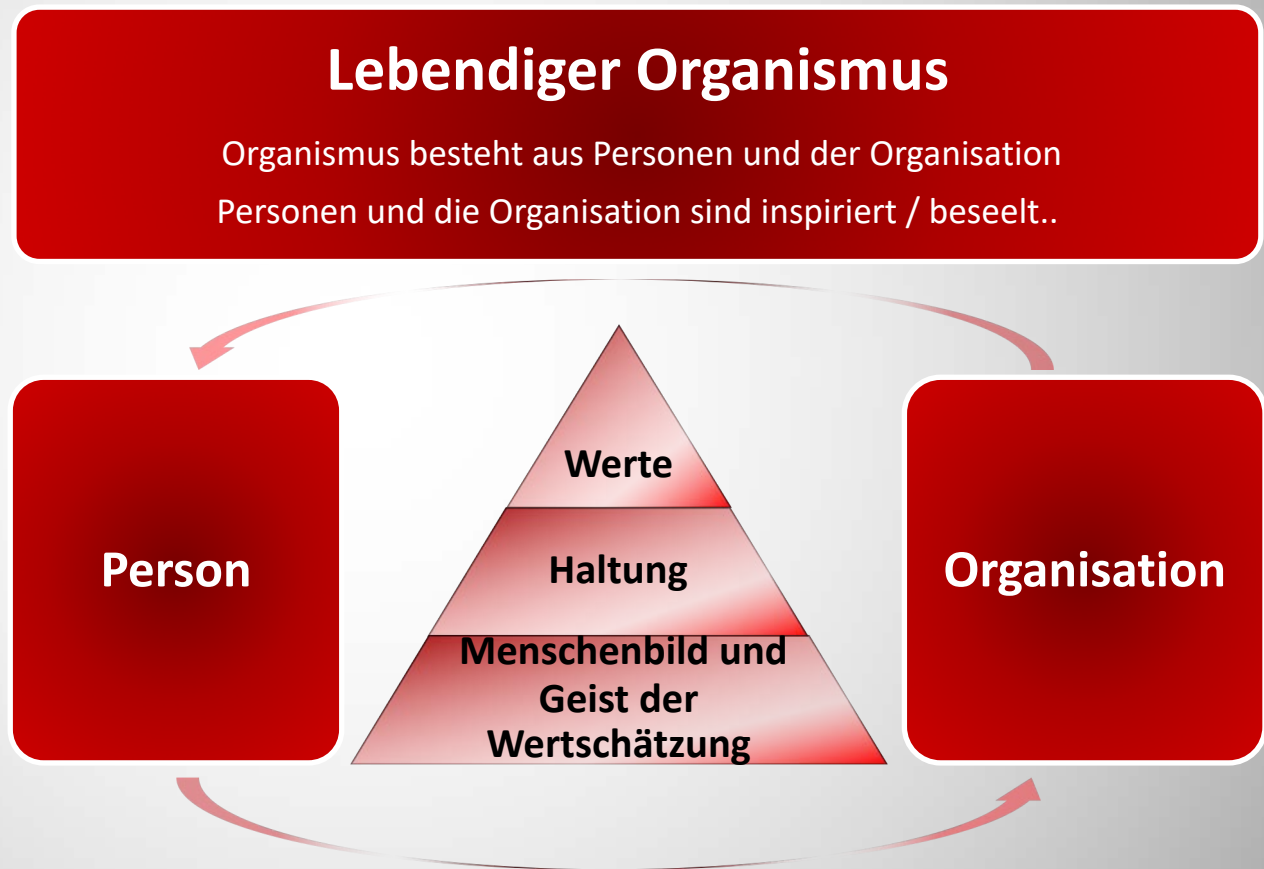 Lebendiger Organismus
Organismus besteht aus Personen und der Organisation
Personen und die Organisation sind inspiriert / beseelt..
Person
Werte
Haltung
Menschenbild und
Geist der
Wertschätzung
Organisation